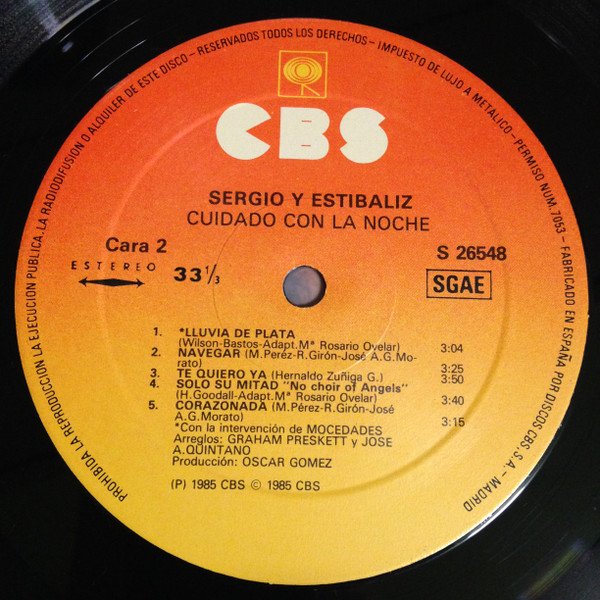 PROHIBIDA LA REPRODUCCION LA EJECUCION PUBLICA. LA RADIODIFUSION O ALQUILER DE ESTE DISCO - RESERVADOS TODOS LOS DERECHOS - IMPUESTO DE LUJO A METALICO - PERMISO NUM. 7053 - FABRICADO EN ESPAÑA POR DISCOS CBS, S.A. - MADRID
CBS
SERGIO Y ESTIBALIZ
CUIDADO CON LA NOCHE
Cara 2
S 26548
ESTEREO
33 1/3
SGAE
1. *LLUVIA DE PLATA
(Wilson-Bastos-Adapt.Mª Rosario Ovelar) 3:04
2. NAVEGAR (M.Pérez-R.Girón-José A.G.Mo-
rato) 3:25
3. TE QUIERO YA (Hernaldo Zuñiga G.) 3:50
4. SOLO SU MITAD "No choir of Angels"
(H.Goodall-Adapt.Mª Rosario Ovelar) 3:40
5. CORAZONADA (M.Pérez-R.Girón-José
A.G.Morato) 3:15
*Con la intervención de MOCEDADES
Arreglos: GRAHAM PRESKETT y JOSE
A.QUINTANO
Producción: OSCAR GOMEZ
(P) 1985 CBS © 1985 CBS